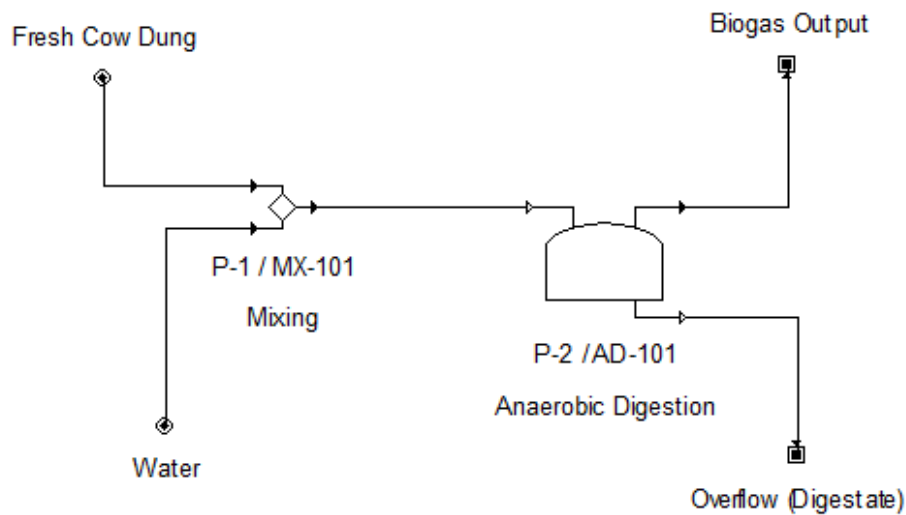 Fresh Cow Dung
Biogas Output
P-1 / MX-101
Mixing
P-2 / AD-101
Anaerobic Digestion
Water
Overflow (Digestate)